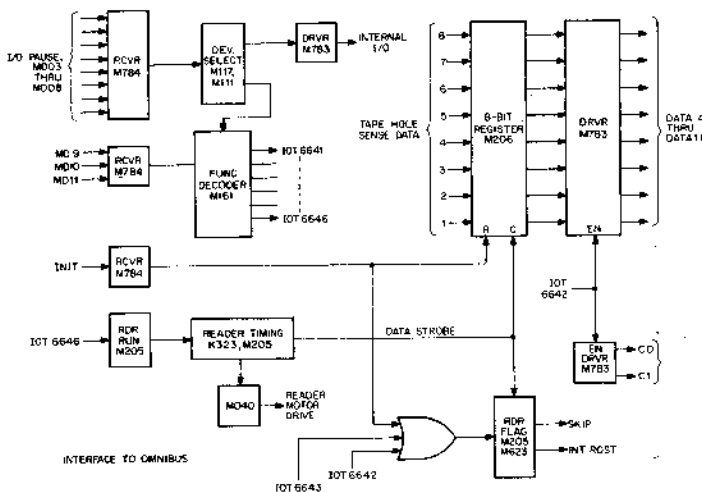 I/O PAUSE,
MD03
THRU
MD08
RCVR
M784
DEV.
SELECT
M117,
M111
DRVR
M783
INTERNAL
I/O
MD 9
MD10
MD11
RCVR
M784
FUNC
DECODER
M161
IOT 6641
IOT 6646
TAPE HOLE
SENSE DATA
8
7
6
5
4
3
2
1
8-BIT
REGISTER
M206
R C
DRVR
M783
EN
DATA 4
THRU
DATA 11
INIT
RCVR
M784
IOT
6642
IOT 6646
RDR
RUN
M205
READER TIMING
K323, M205
DATA STROBE
EN
DRVR
M783
C0
C1
M040
READER
MOTOR
DRIVE
RDR
FLAG
M205
M623
SKIP
INT RQST
INTERFACE TO OMNIBUS
IOT 6642
IOT 6643